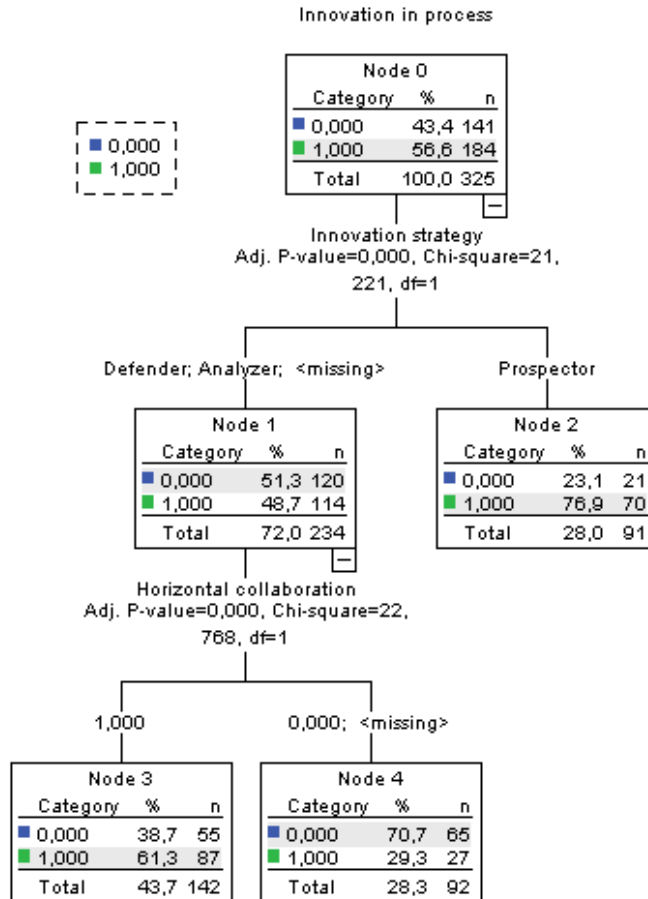 Innovation in process
0,000
1,000
Node 0
Category % n
0,000 43,4 141
1,000 56,6 184
Total 100,0 325
Innovation strategy
Adj. P-value=0,000, Chi-square=21,
221, df=1
Defender; Analyzer; <missing>
Prospector
Node 1
Category % n
0,000 51,3 120
1,000 48,7 114
Total 72,0 234
Node 2
Category % n
0,000 23,1 21
1,000 76,9 70
Total 28,0 91
Horizontal collaboration
Adj. P-value=0,000, Chi-square=22,
768, df=1
1,000
0,000; <missing>
Node 3
Category % n
0,000 38,7 55
1,000 61,3 87
Total 43,7 142
Node 4
Category % n
0,000 70,7 65
1,000 29,3 27
Total 28,3 92